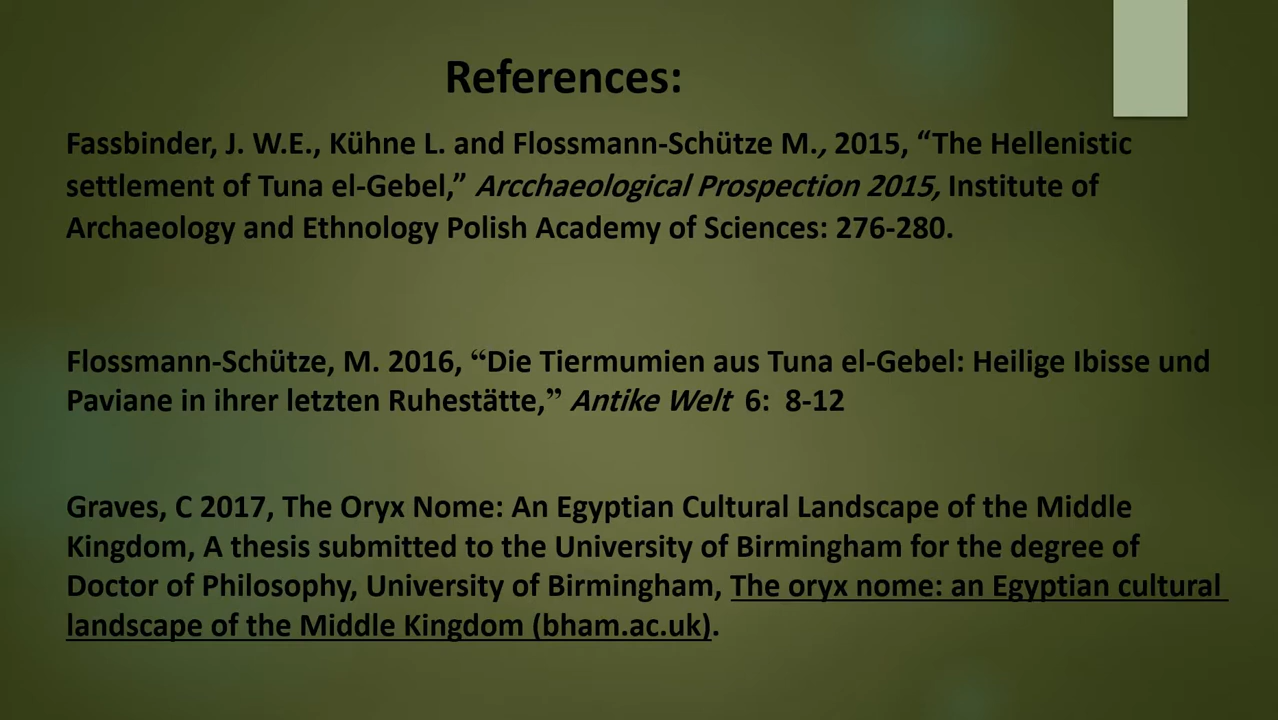 References:
Fassbinder, J. W.E., Kühne L. and Flossmann-Schütze M., 2015, “The Hellenistic
settlement of Tuna el-Gebel,” Arcchaeological Prospection 2015, Institute of
Archaeology and Ethnology Polish Academy of Sciences: 276-280.
Flossmann-Schütze, M. 2016, “Die Tiermumien aus Tuna el-Gebel: Heilige Ibisse und
Paviane in ihrer letzten Ruhestätte,” Antike Welt 6: 8-12
Graves, C 2017, The Oryx Nome: An Egyptian Cultural Landscape of the Middle
Kingdom, A thesis submitted to the University of Birmingham for the degree of
Doctor of Philosophy, University of Birmingham, The oryx nome: an Egyptian cultural
landscape of the Middle Kingdom (bham.ac.uk).